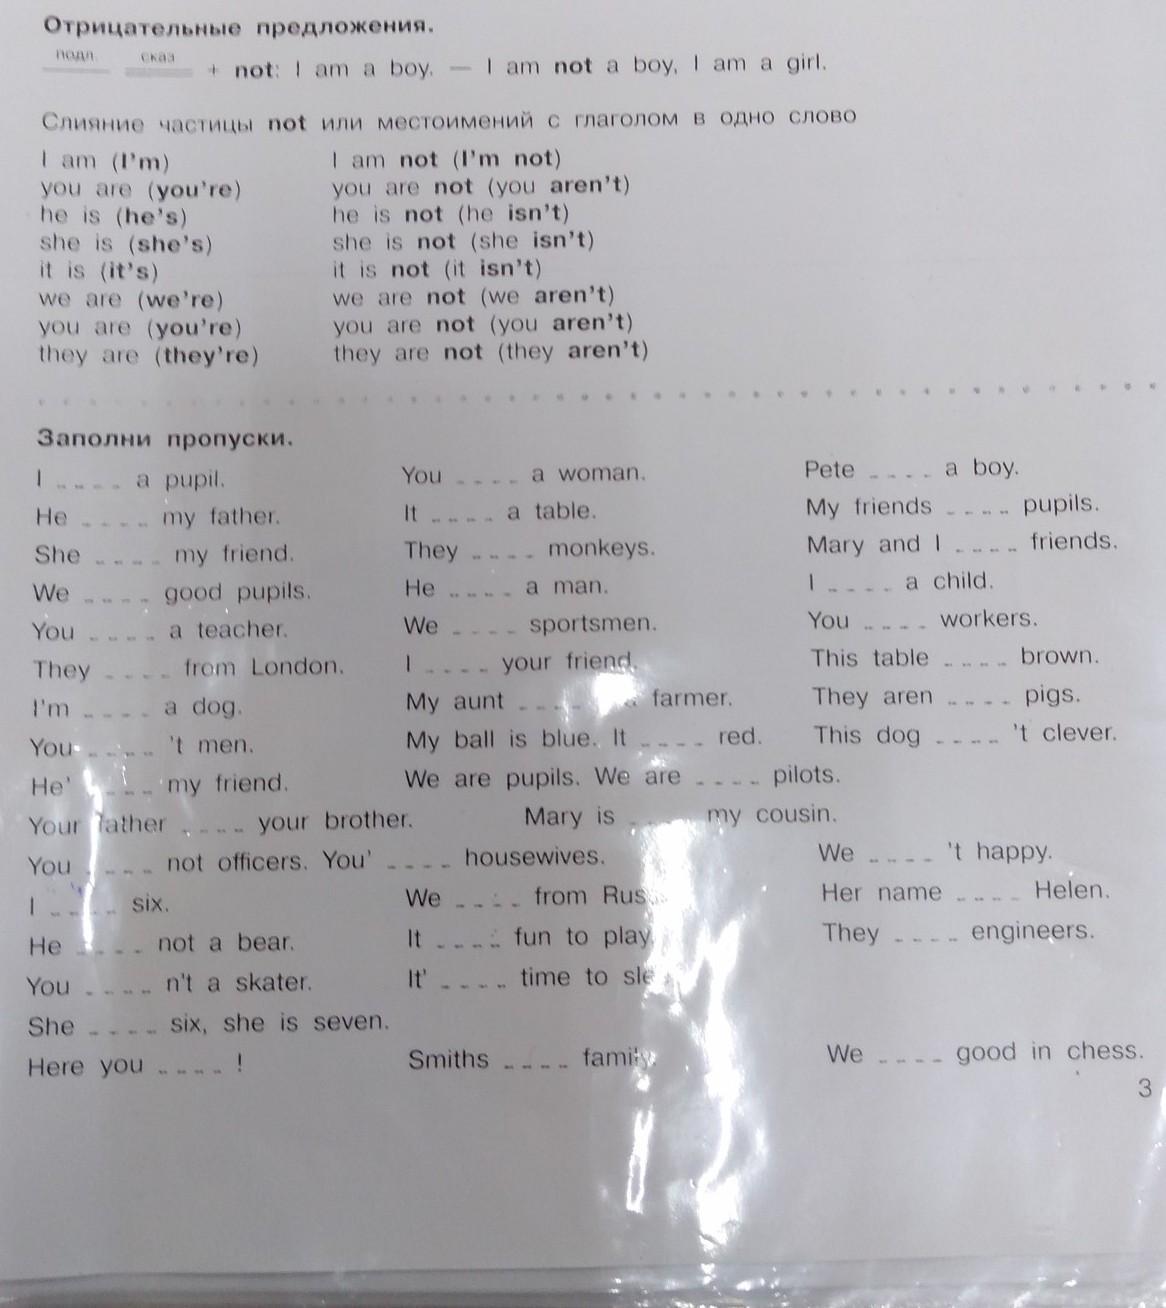 Отрицательные предложения.
подл. сказ + not: I am a boy. — I am not a boy, I am a girl.
Слияние частицы not или местоимений с глаголом в одно слово
I am (I'm) I am not (I'm not)
you are (you're) you are not (you aren't)
he is (he's) he is not (he isn't)
she is (she's) she is not (she isn't)
it is (it's) it is not (it isn't)
we are (we're) we are not (we aren't)
you are (you're) you are not (you aren't)
they are (they're) they are not (they aren't)
Заполни пропуски.
I ____ a pupil. You ____ a woman. Pete ____ a boy.
He ____ my father. It ____ a table. My friends ____ pupils.
She ____ my friend. They ____ monkeys. Mary and I ____ friends.
We ____ good pupils. He ____ a man. I ____ a child.
You ____ a teacher. We ____ sportsmen. You ____ workers.
They ____ from London. I ____ your friend. This table ____ brown.
I'm ____ a dog. My aunt ____ a farmer. They aren ____ pigs.
You ____ 't men. My ball is blue. It ____ red. This dog ____ 't clever.
He' ____ my friend. We are pupils. We are ____ pilots.
Your father ____ your brother. Mary is ____ my cousin.
You ____ not officers. You' ____ housewives. We ____ 't happy.
I ____ six. We ____ from Her name ____ Helen.
He ____ not a bear. It ____ fun to play They ____ engineers.
You ____ n't a skater. It' ____ time to
She ____ six, she is seven.
Here you ____ ! Smiths ____ family. We ____ good in chess.
3